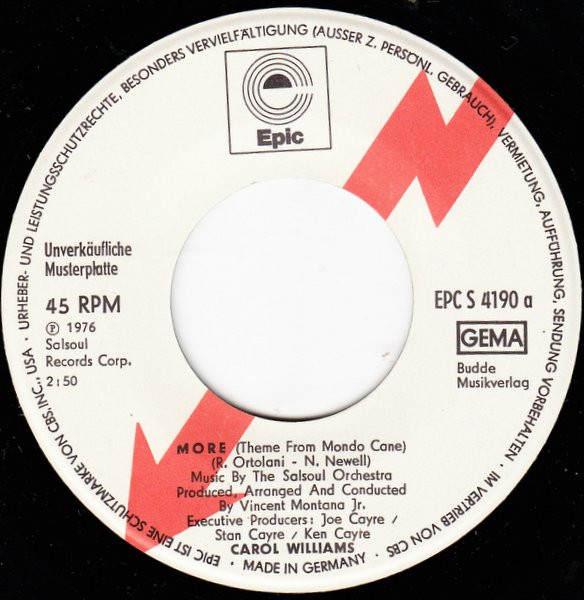 URHEBER- UND LEISTUNGSSCHUTZRECHTE, BESONDERS VERVIELFÄLTIGUNG (AUSSER Z. PERSÖNL. GEBRAUCH), VERMIETUNG, AUFFÜHRUNG, SENDUNG VORBEHALTEN • IM VERTRIEB VON CBS
Epic
Unverkäufliche
Musterplatte
45 RPM
Ⓟ 1976
Salsoul
Records Corp.
2:50
EPC S 4190 a
GEMA
Budde
Musikverlag
MORE (Theme From Mondo Cane)
(R. Ortolani - N. Newell)
Music By The Salsoul Orchestra
Produced, Arranged And Conducted
By Vincent Montana Jr.
Executive Producers: Joe Cayre /
Stan Cayre / Ken Cayre
CAROL WILLIAMS
EPIC IST EINE SCHUTZMARKE VON CBS, INC., USA •
• MADE IN GERMANY •